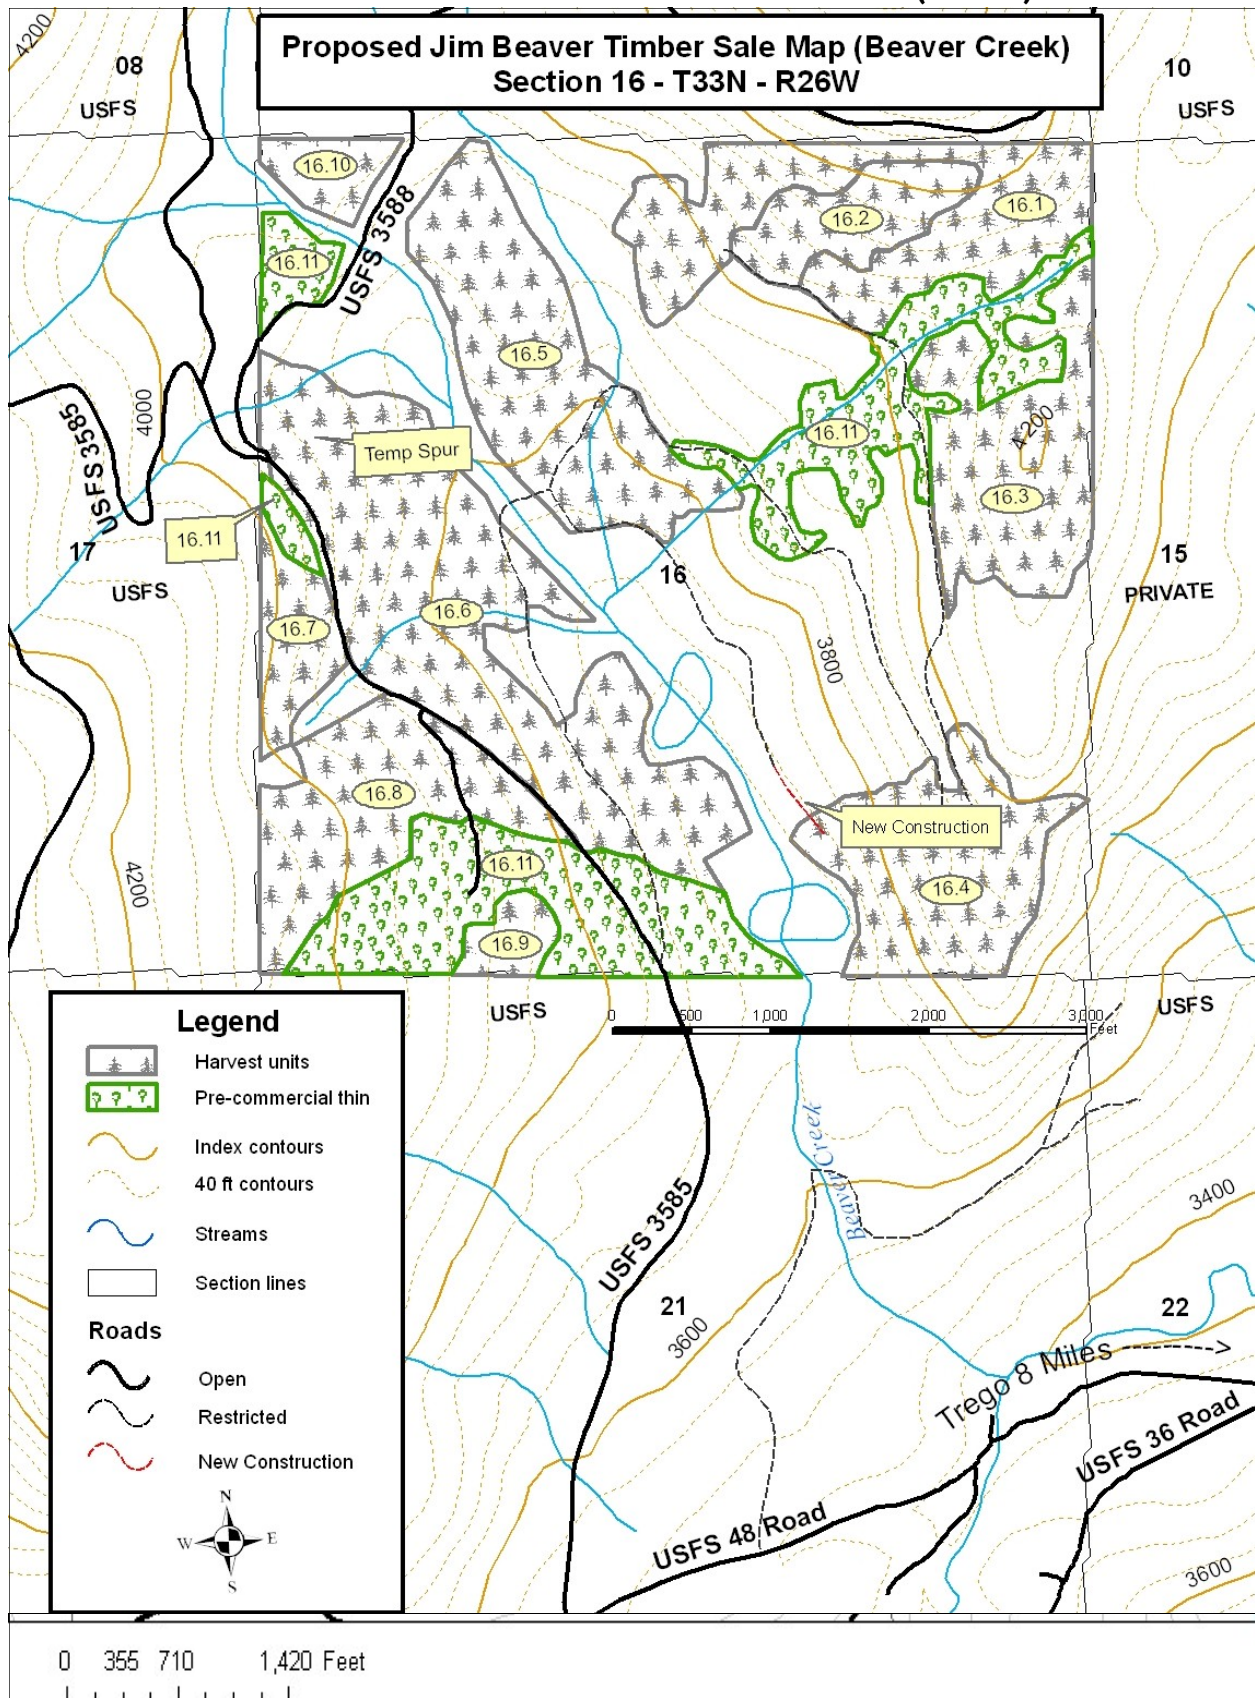 Proposed Jim Beaver Timber Sale Map (Beaver Creek)
Section 16 - T33N - R26W
4200
08
USFS
10
USFS
16.10
16.11
USFS 3588
16.2
16.1
16.5
4000
USFS 3585
Temp Spur
16.11
4200
16.3
16.11
17
USFS
16
15
PRIVATE
16.7
16.6
3800
16.8
New Construction
4200
16.11
16.4
16.9
USFS
USFS
0 500 1,000 2,000 3,000
Feet
Legend
Harvest units
Pre-commercial thin
Index contours
40 ft contours
Streams
Section lines
Roads
Open
Restricted
New Construction
N
W E
S
Beaver Creek
USFS 3585
3400
21
22
3600
Trego 8 Miles
USFS 36 Road
USFS 48 Road
3600
0 355 710 1,420 Feet